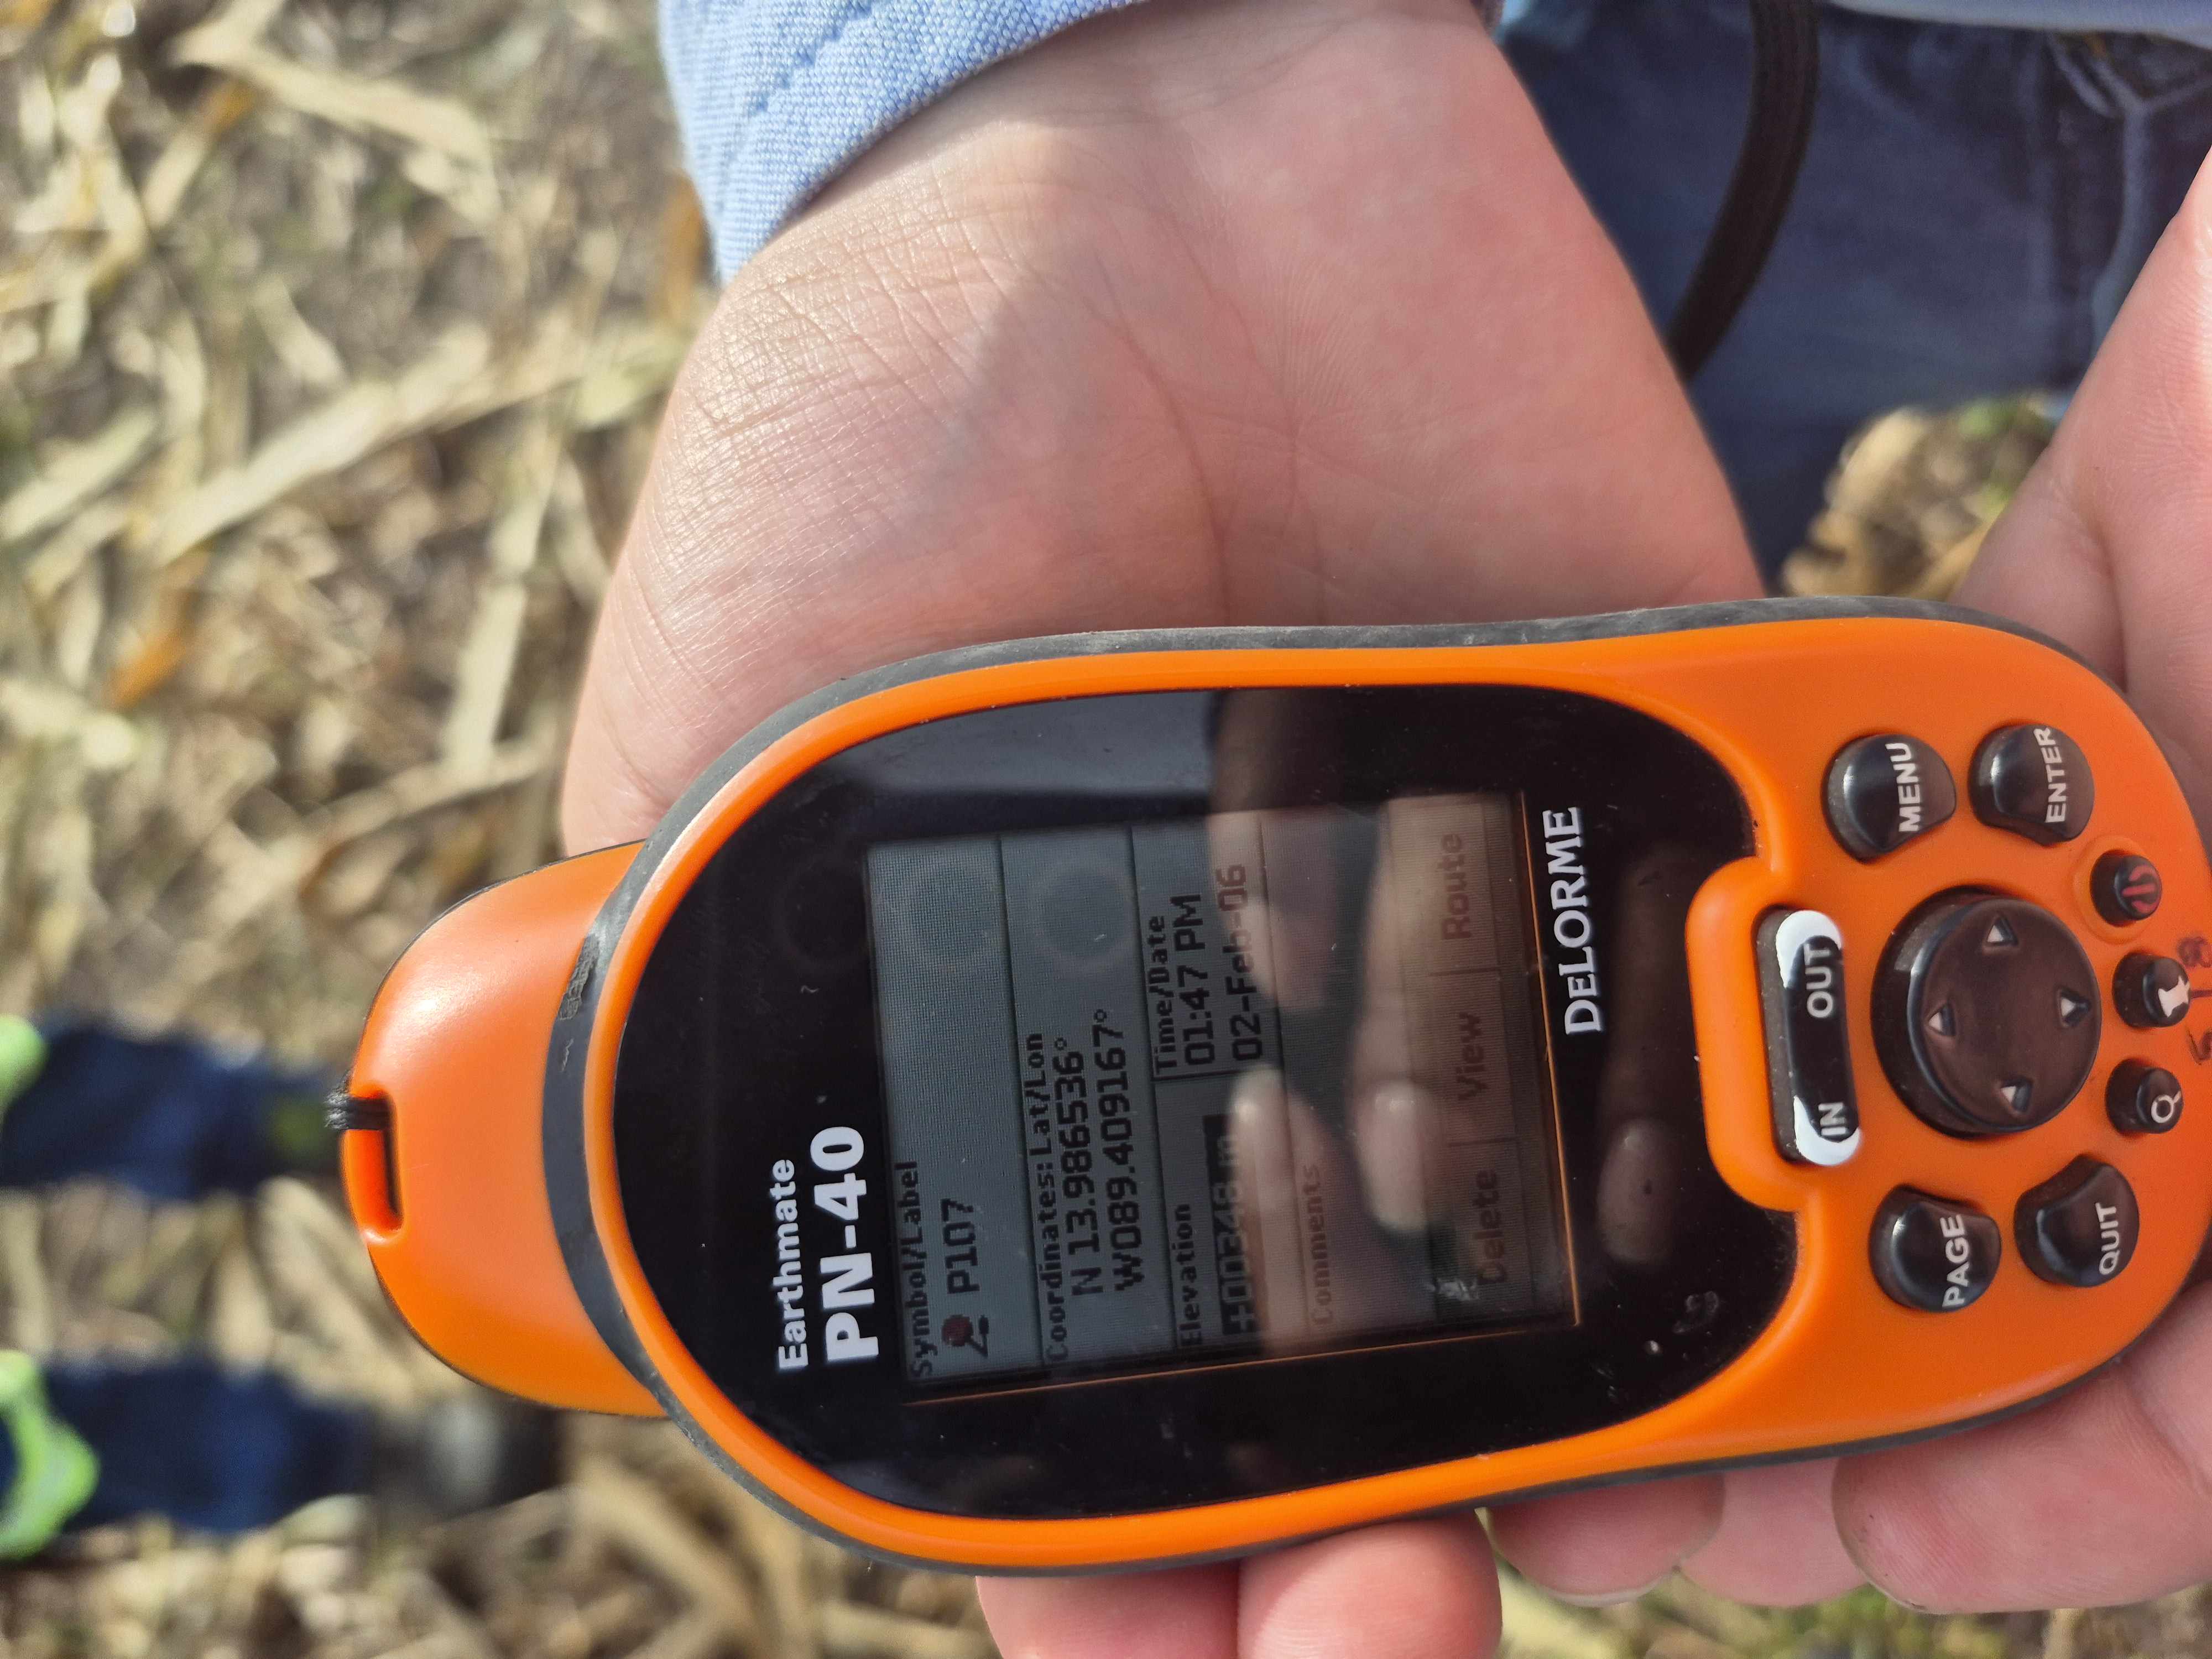 Earthmate
PN-40
Symbol/Label
P107
Coordinates: Lat/Lon
N 13.986536°
W089.409167°
Elevation
Time/Date
01:47 PM
02-Feb-06
Comments
Delete
View
Route
DELORME
IN
OUT
MENU
PAGE
ENTER
QUIT